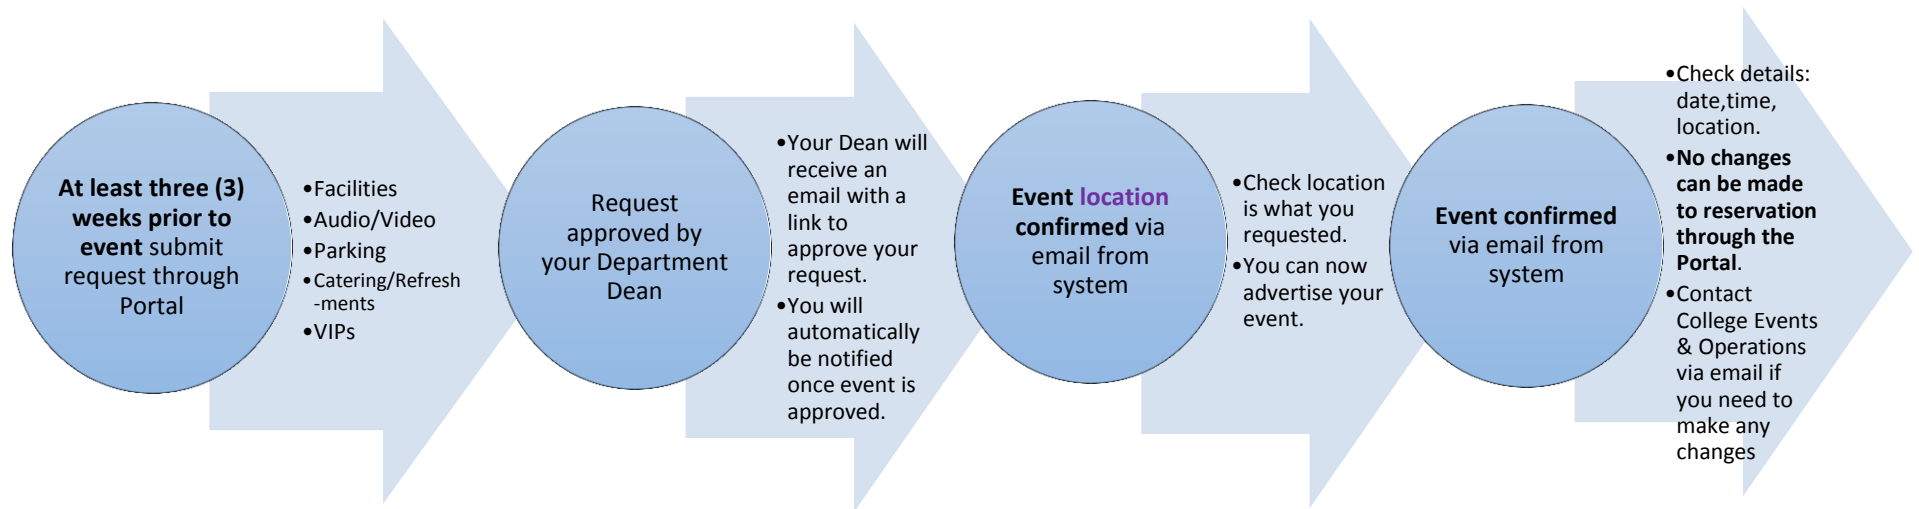 At least three (3)
weeks prior to
event submit
request through
Portal
•Facilities
•Audio/Video
•Parking
•Catering/Refresh
-ments
•VIPs
Request
approved by
your Department
Dean
•Your Dean will
receive an
email with a
link to
approve your
request.
•You will
automatically
be notified
once event is
approved.
Event location
confirmed via
email from
system
•Check location
is what you
requested.
•You can now
advertise your
event.
Event confirmed
via email from
system
•Check details:
date,time,
location.
•No changes
can be made
to reservation
through the
Portal.
•Contact
College Events
& Operations
via email if
you need to
make any
changes